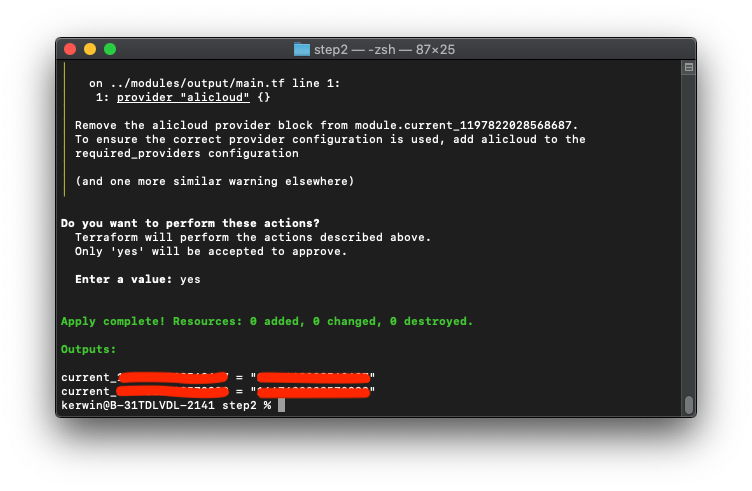 step2 — -zsh — 87×25
on ../modules/output/main.tf line 1:
1: provider "alicloud" {}
Remove the alicloud provider block from module.current_1197822028568687.
To ensure the correct provider configuration is used, add alicloud to the
required_providers configuration
(and one more similar warning elsewhere)
Do you want to perform these actions?
Terraform will perform the actions described above.
Only 'yes' will be accepted to approve.
Enter a value: yes
Apply complete! Resources: 0 added, 0 changed, 0 destroyed.
Outputs:
current_ = " "
current_ = " "
kerwin@B-31TDLVDL-2141 step2 %